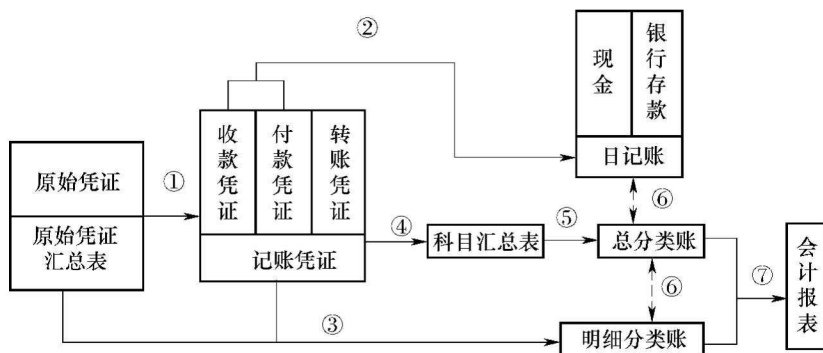 ②
现金
银行存款
日记账
收款凭证
付款凭证
转账凭证
记账凭证
原始凭证
原始凭证
汇总表
①
④
科目汇总表
⑤
总分类账
⑥
⑥
⑦
会计报表
③
明细分类账